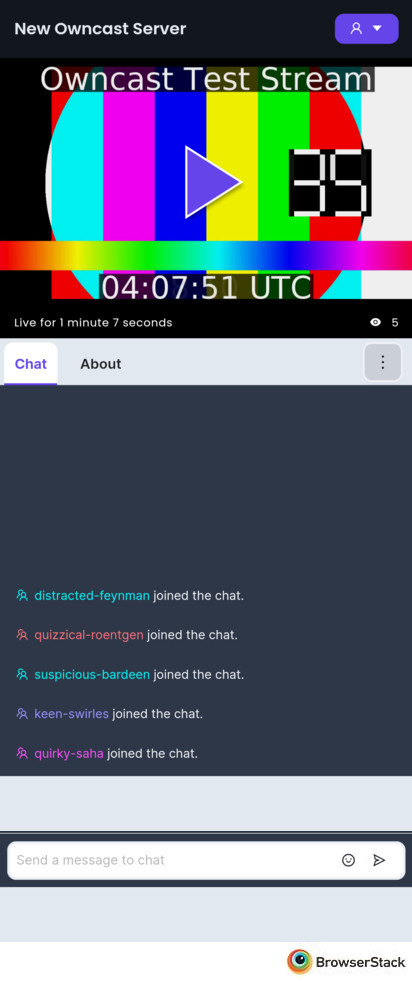 New Owncast Server
Owncast Test Stream
35
04:07:51 UTC
Live for 1 minute 7 seconds
5
Chat
About
distracted-feynman joined the chat.
quizzical-roentgen joined the chat.
suspicious-bardeen joined the chat.
keen-swirles joined the chat.
quirky-saha joined the chat.
Send a message to chat
BrowserStack